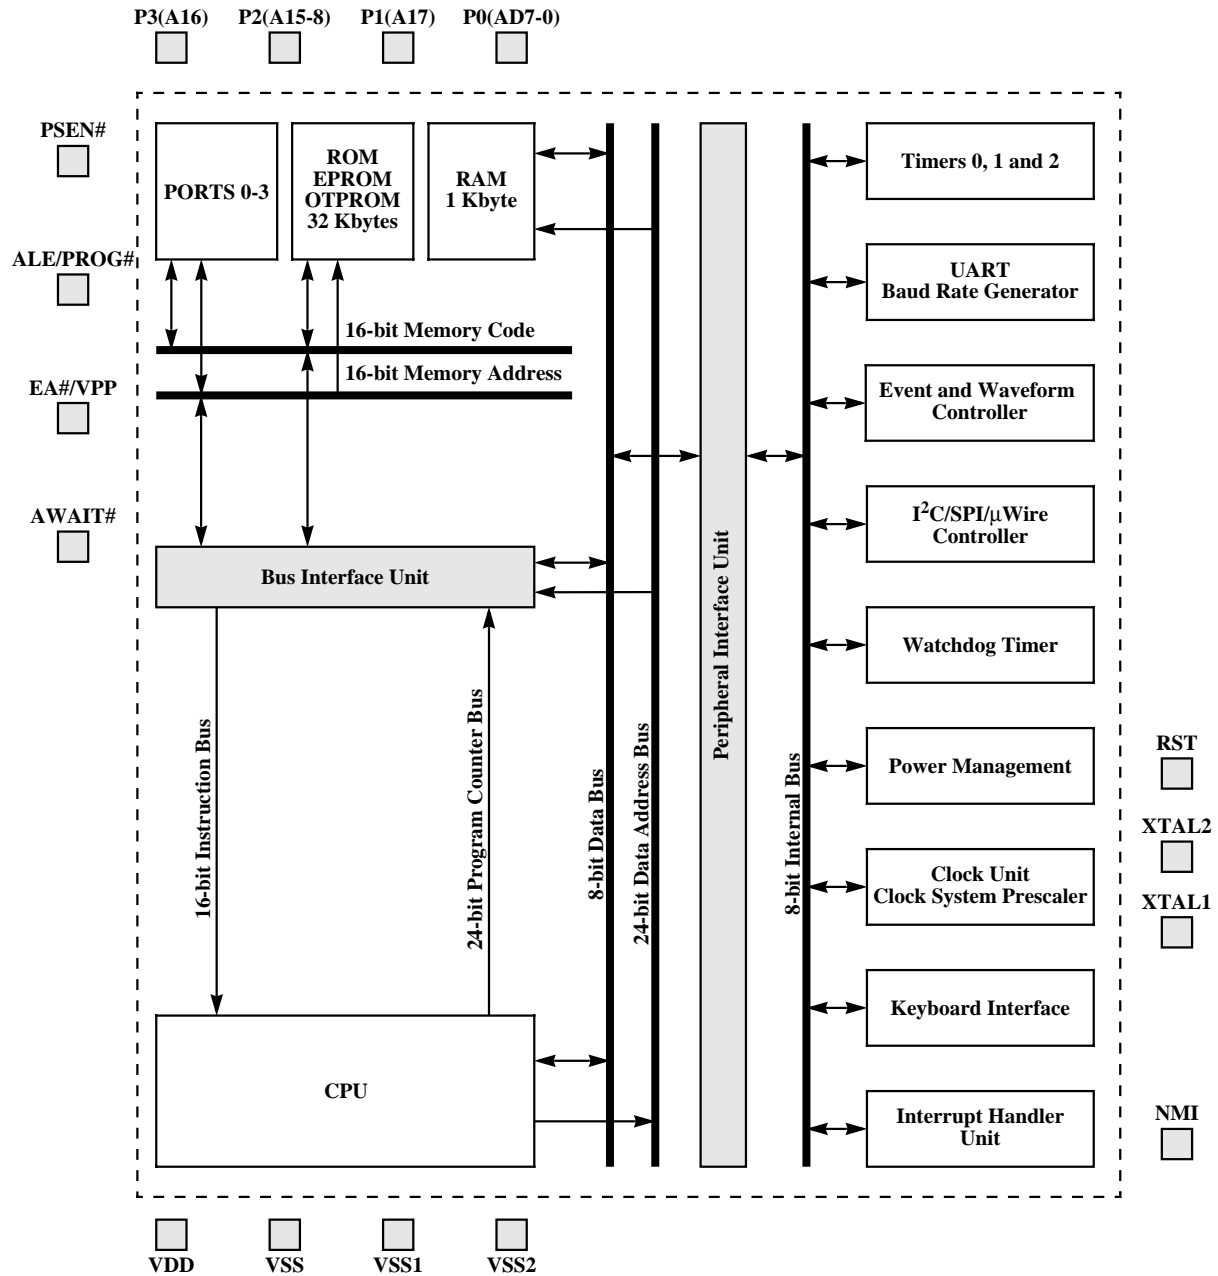 P3(A16) P2(A15-8) P1(A17) P0(AD7-0)
PSEN#
ALE/PROG#
EA#/VPP
AWAIT#
PORTS 0-3
ROM
EPROM
OTPROM
32 Kbytes
RAM
1 Kbyte
16-bit Memory Code
16-bit Memory Address
Bus Interface Unit
16-bit Instruction Bus
24-bit Program Counter Bus
CPU
8-bit Data Bus
24-bit Data Address Bus
Peripheral Interface Unit
8-bit Internal Bus
Timers 0, 1 and 2
UART
Baud Rate Generator
Event and Waveform
Controller
I²C/SPI/μWire
Controller
Watchdog Timer
Power Management
Clock Unit
Clock System Prescaler
Keyboard Interface
Interrupt Handler
Unit
RST
XTAL2
XTAL1
NMI
VDD VSS VSS1 VSS2